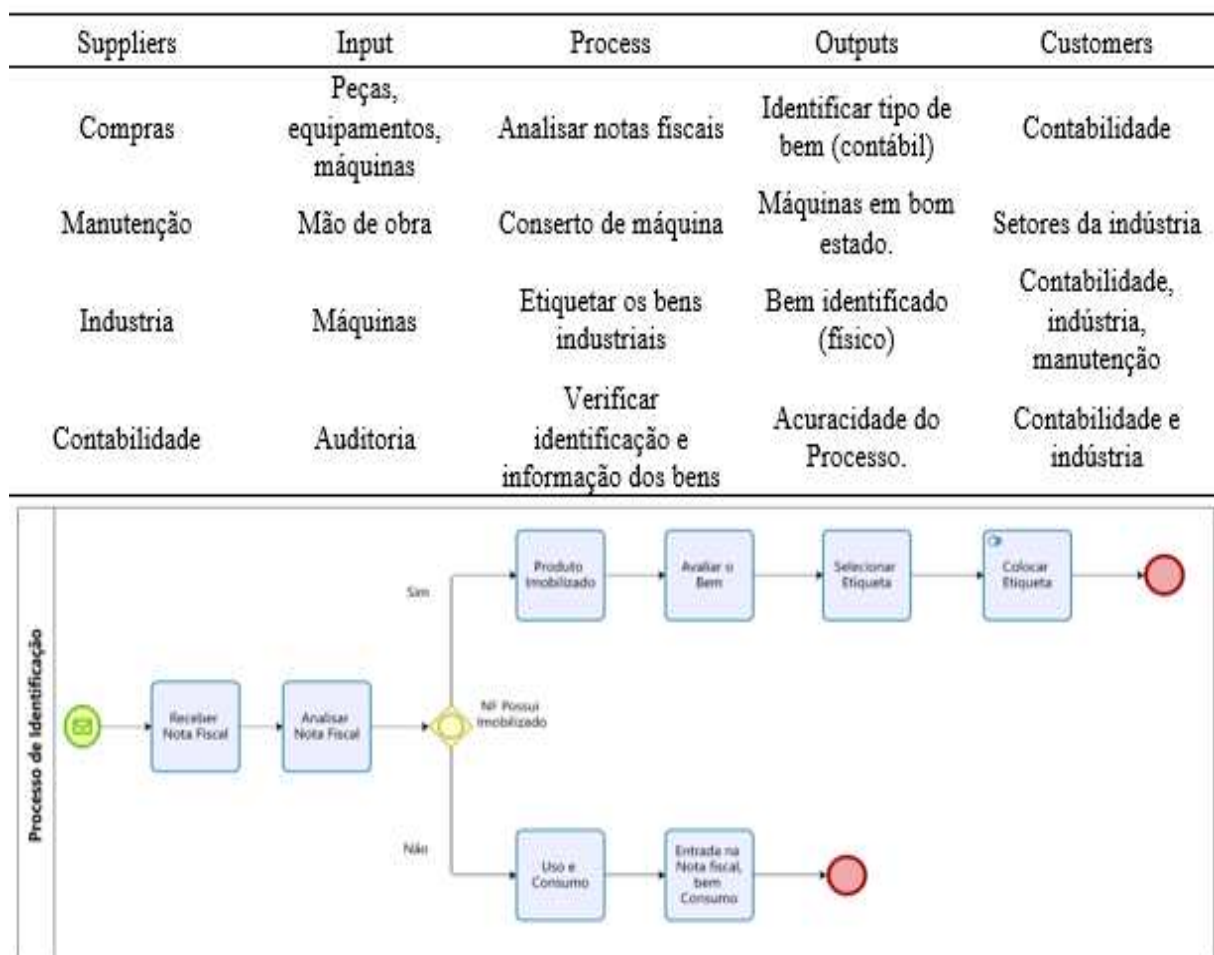 Suppliers Input Process Outputs Customers
Compras
Peças,
equipamentos,
máquinas
Analisar notas fiscais
Identificar tipo de
bem (contábil)
Contabilidade
Manutenção
Mão de obra
Conserto de máquina
Máquinas em bom
estado.
Setores da indústria
Industria
Máquinas
Etiquetar os bens
industriais
Bem identificado
(físico)
Contabilidade,
indústria,
manutenção
Contabilidade
Auditoria
Verificar
identificação e
informação dos bens
Acuracidade do
Processo.
Contabilidade e
indústria
Processo de Identificação
Receber
Nota Fiscal
Analisar
Nota Fiscal
NF Possui
Imobilizado
Sim
Produto
Imobilizado
Avaliar o
Bem
Selecionar
Etiqueta
Colocar
Etiqueta
Não
Uso e
Consumo
Entrada na
Nota fiscal,
bem
Consumo